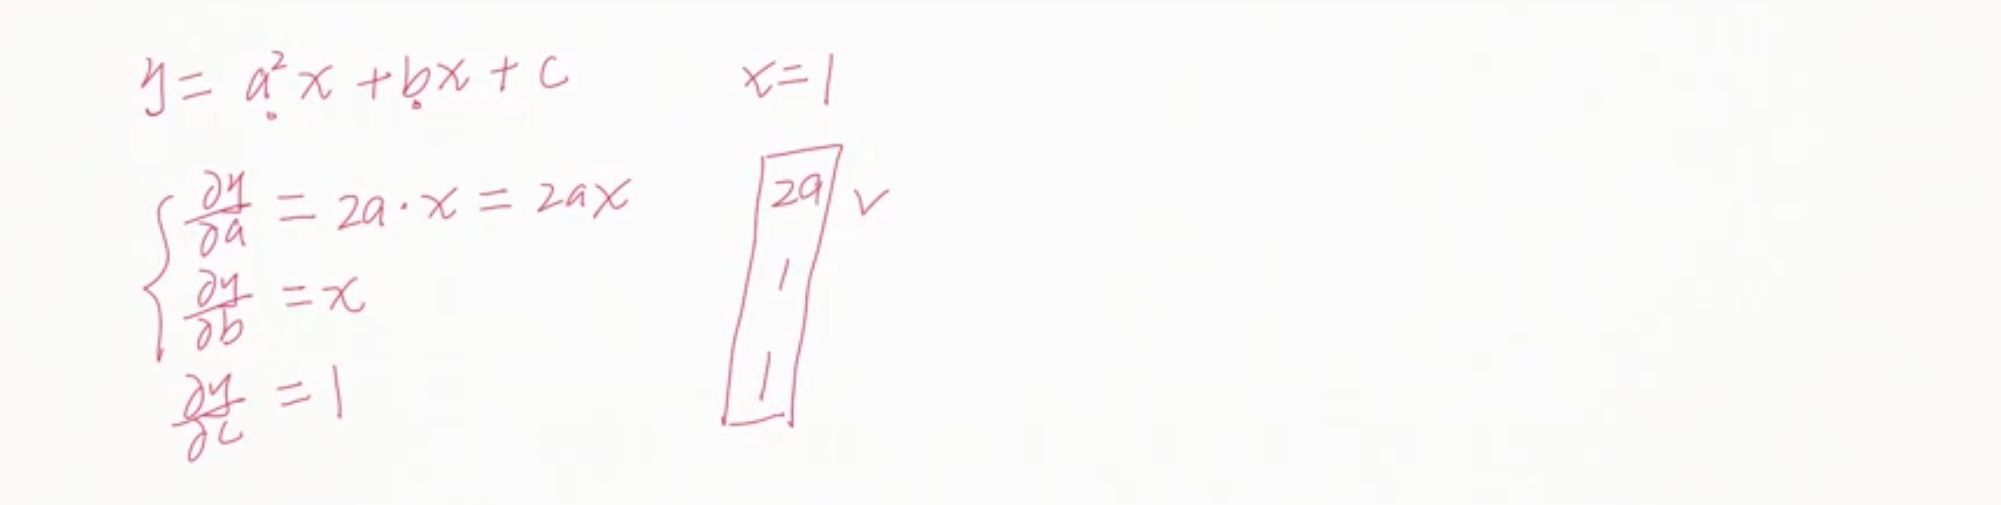 y = a²x + bx + c
x = 1
∂y/∂a = 2a · x = 2ax
∂y/∂b = x
∂y/∂c = 1
2a ✓
1
1